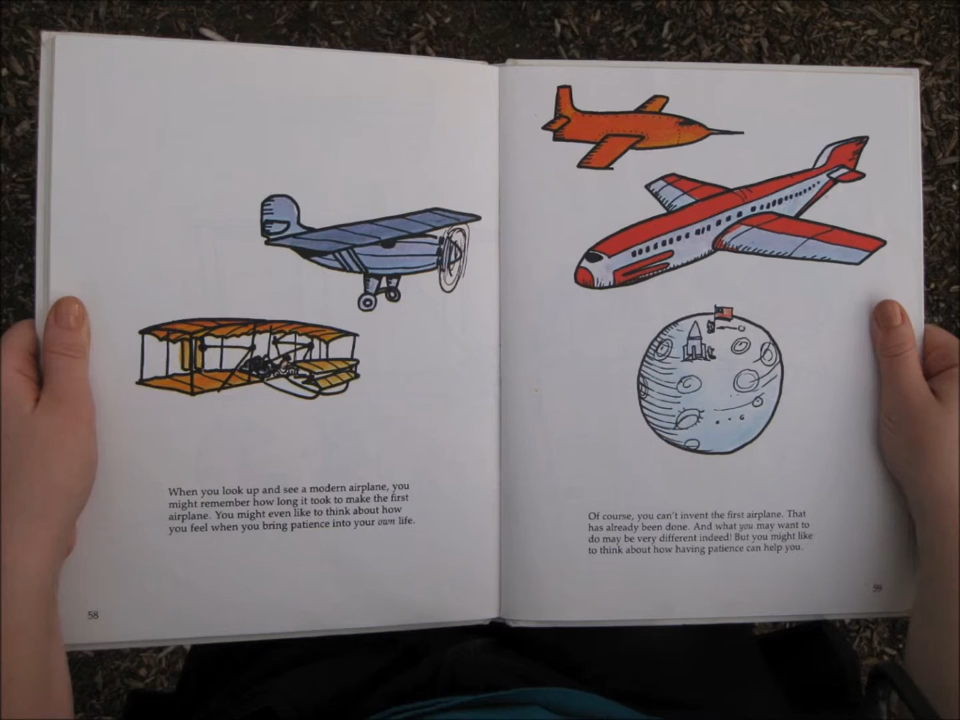 When you look up and see a modern airplane, you
might remember how long it took to make the first
airplane. You might even like to think about how
you feel when you bring patience into your own life.
58
Of course, you can't invent the first airplane. That
has already been done. And what you may want to
do may be very different indeed! But you might like
to think about how having patience can help you.
59